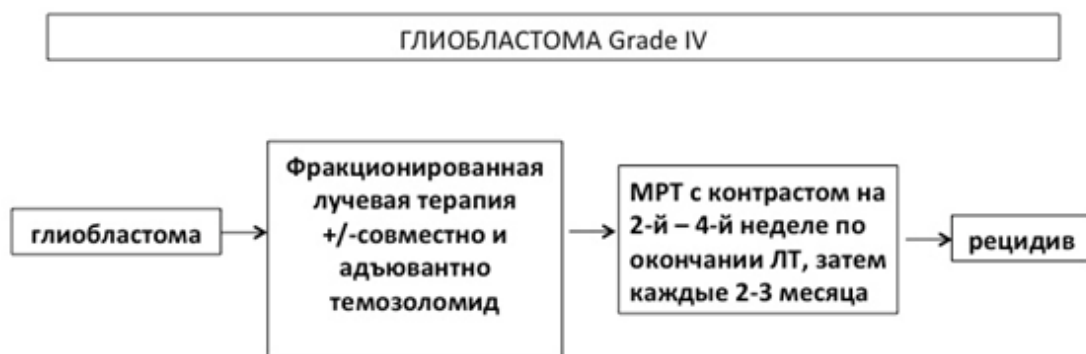 ГЛИОБЛАСТОМА Grade IV
глиобластома
Фракционированная
лучевая терапия
+/-совместно и
адъювантно
темозоломид
МРТ с контрастом на
2-й – 4-й неделе по
окончании ЛТ, затем
каждые 2-3 месяца
рецидив